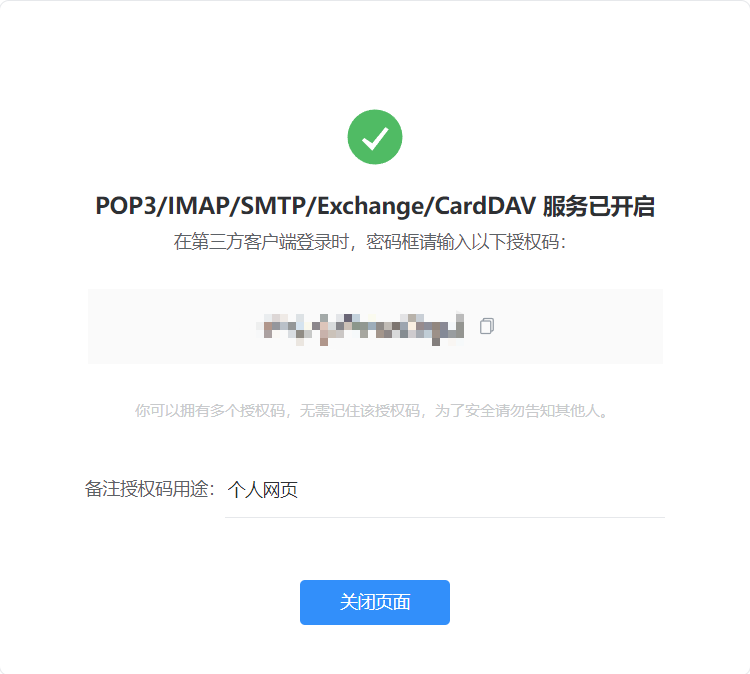 POP3/IMAP/SMTP/Exchange/CardDAV 服务已开启
在第三方客户端登录时，密码框请输入以下授权码：
你可以拥有多个授权码，无需记住该授权码，为了安全请勿告知其他人。
备注授权码用途： 个人网页
关闭页面